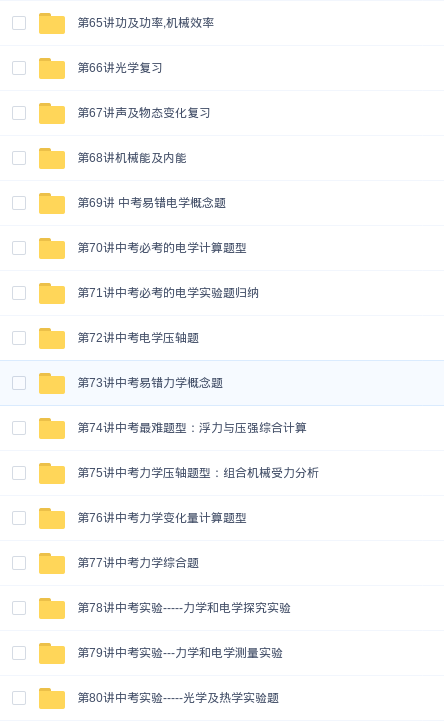 第65讲功及功率,机械效率
第66讲光学复习
第67讲声及物态变化复习
第68讲机械能及内能
第69讲 中考易错电学概念题
第70讲中考必考的电学计算题型
第71讲中考必考的电学实验题归纳
第72讲中考电学压轴题
第73讲中考易错力学概念题
第74讲中考最难题型：浮力与压强综合计算
第75讲中考力学压轴题型：组合机械受力分析
第76讲中考力学变化量计算题型
第77讲中考力学综合题
第78讲中考实验-----力学和电学探究实验
第79讲中考实验---力学和电学测量实验
第80讲中考实验-----光学及热学实验题